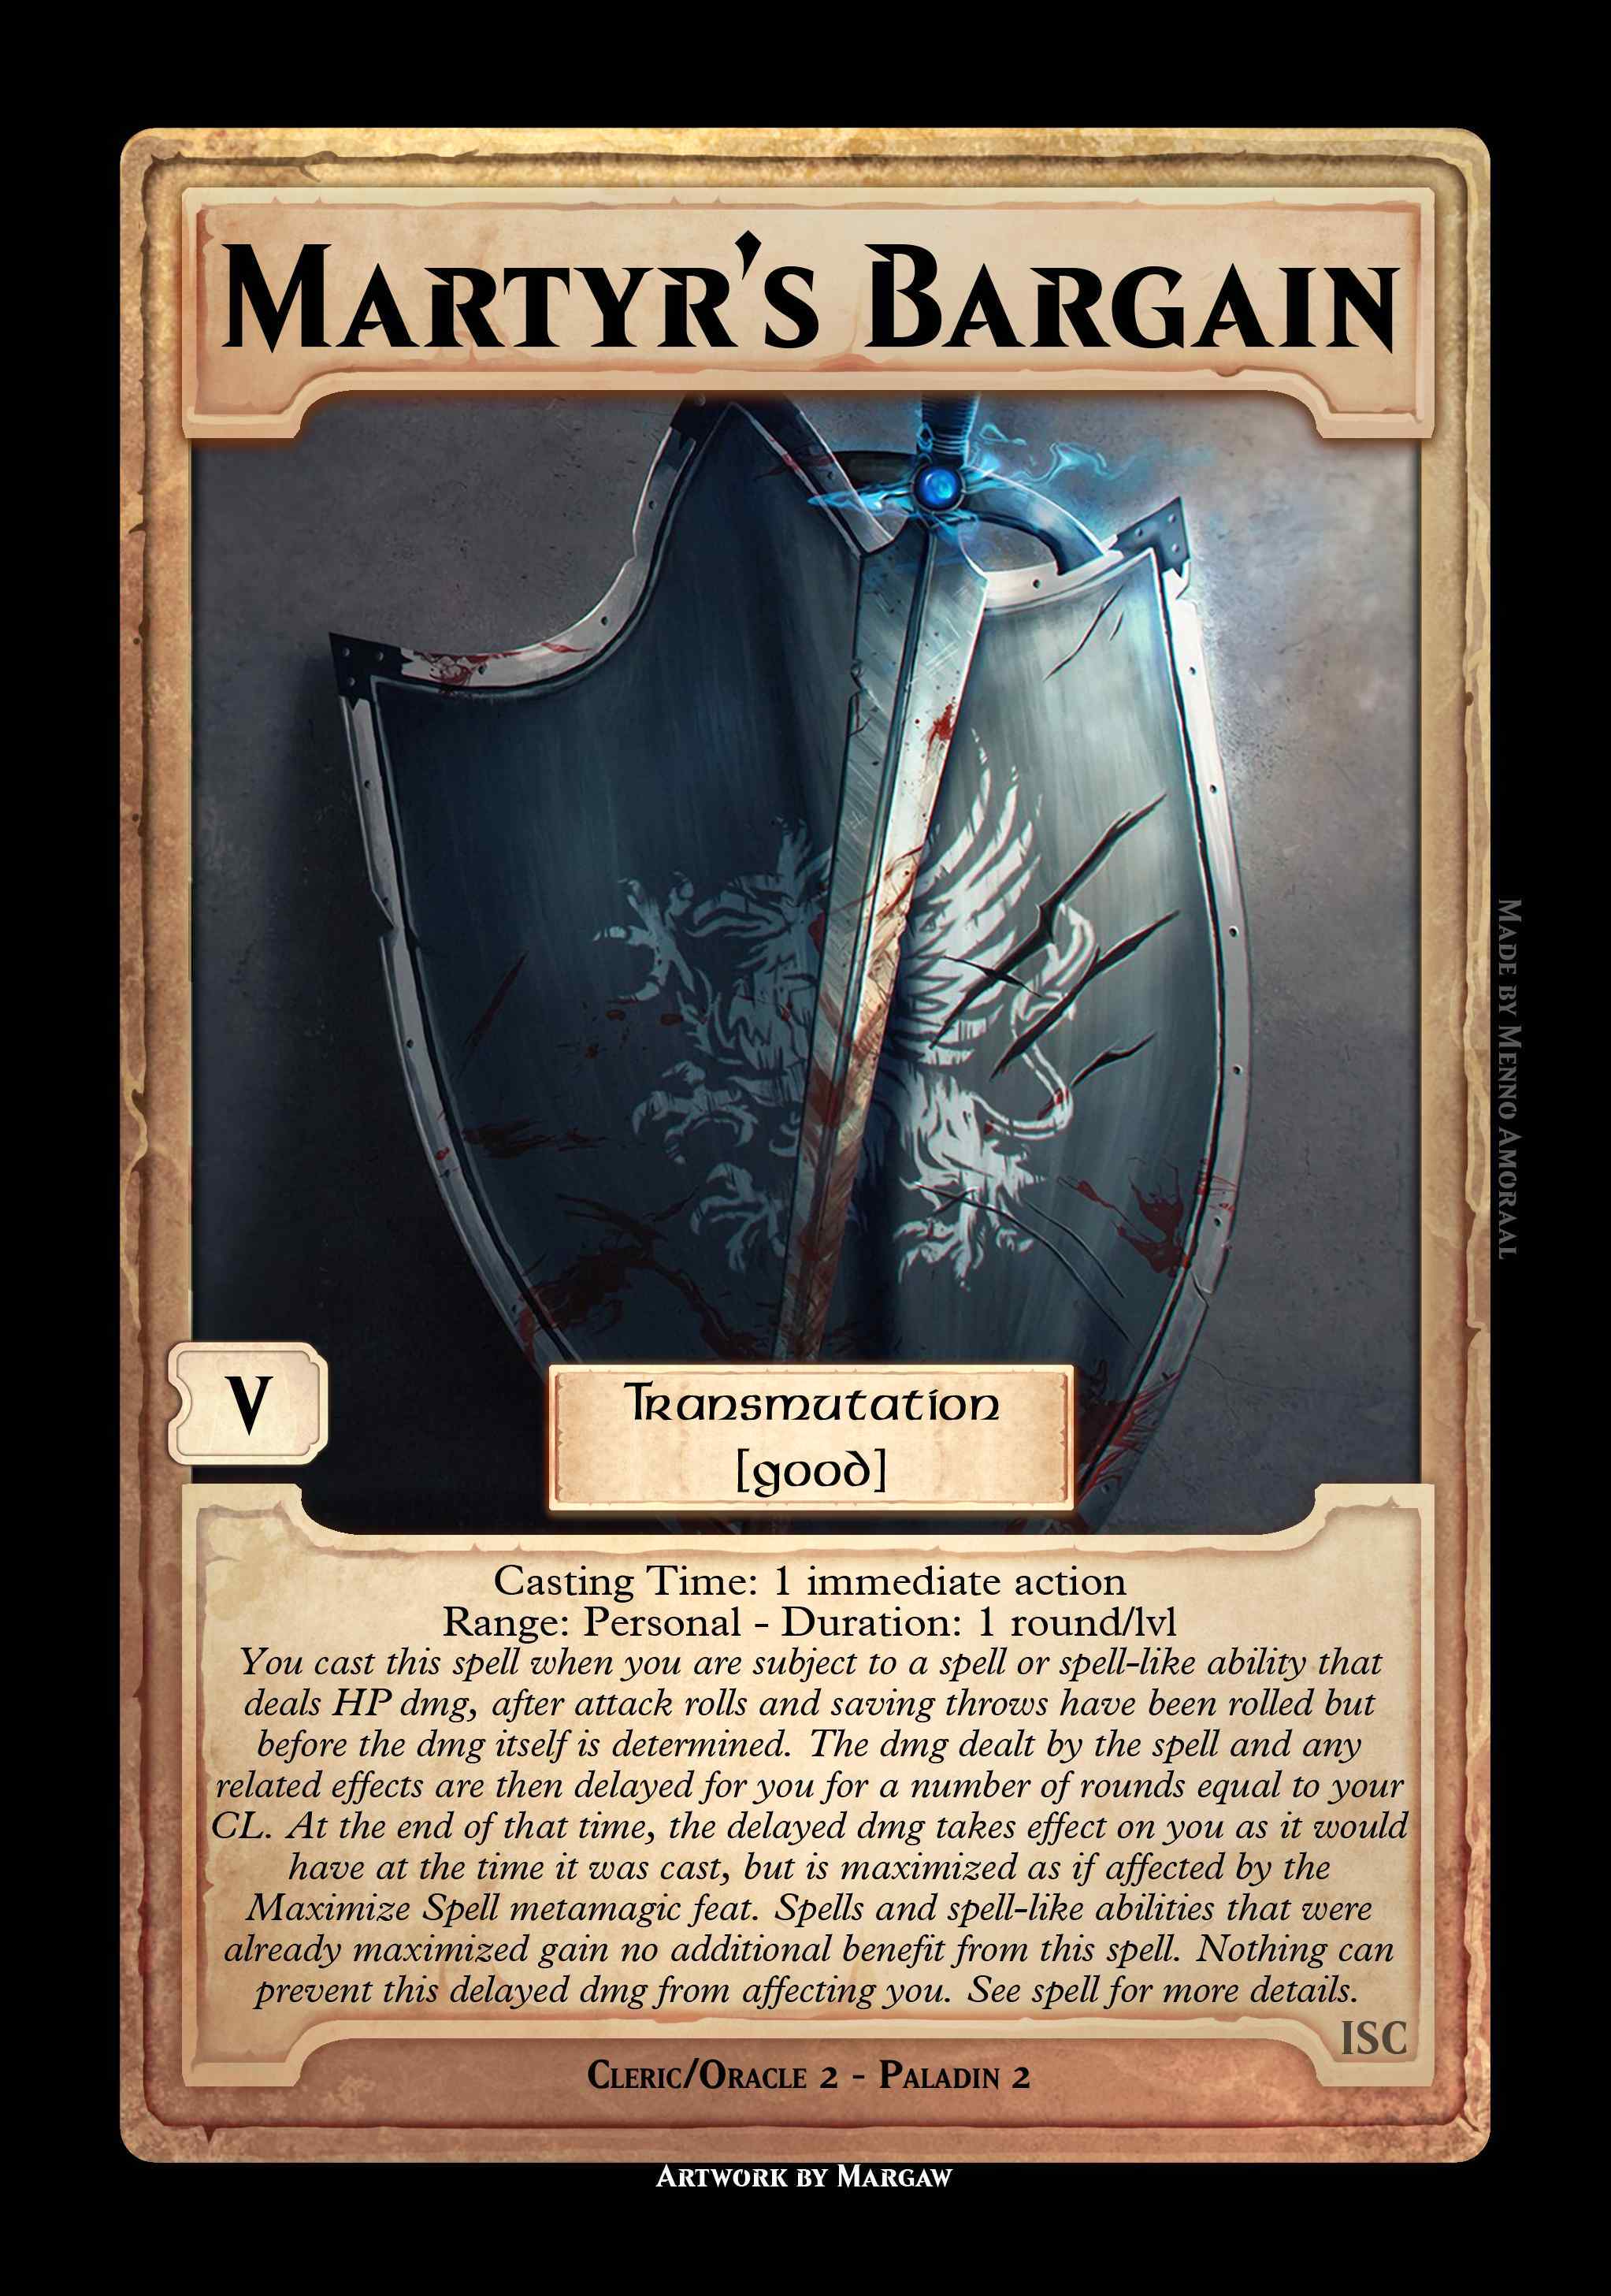 Martyr's Bargain
V
Transmutation
[good]
Casting Time: 1 immediate action
Range: Personal - Duration: 1 round/lvl
You cast this spell when you are subject to a spell or spell-like ability that
deals HP dmg, after attack rolls and saving throws have been rolled but
before the dmg itself is determined. The dmg dealt by the spell and any
related effects are then delayed for you for a number of rounds equal to your
CL. At the end of that time, the delayed dmg takes effect on you as it would
have at the time it was cast, but is maximized as if affected by the
Maximize Spell metamagic feat. Spells and spell-like abilities that were
already maximized gain no additional benefit from this spell. Nothing can
prevent this delayed dmg from affecting you. See spell for more details.
ISC
Cleric/Oracle 2 - Paladin 2
Artwork by Margaw
Made by Menno Amoraal